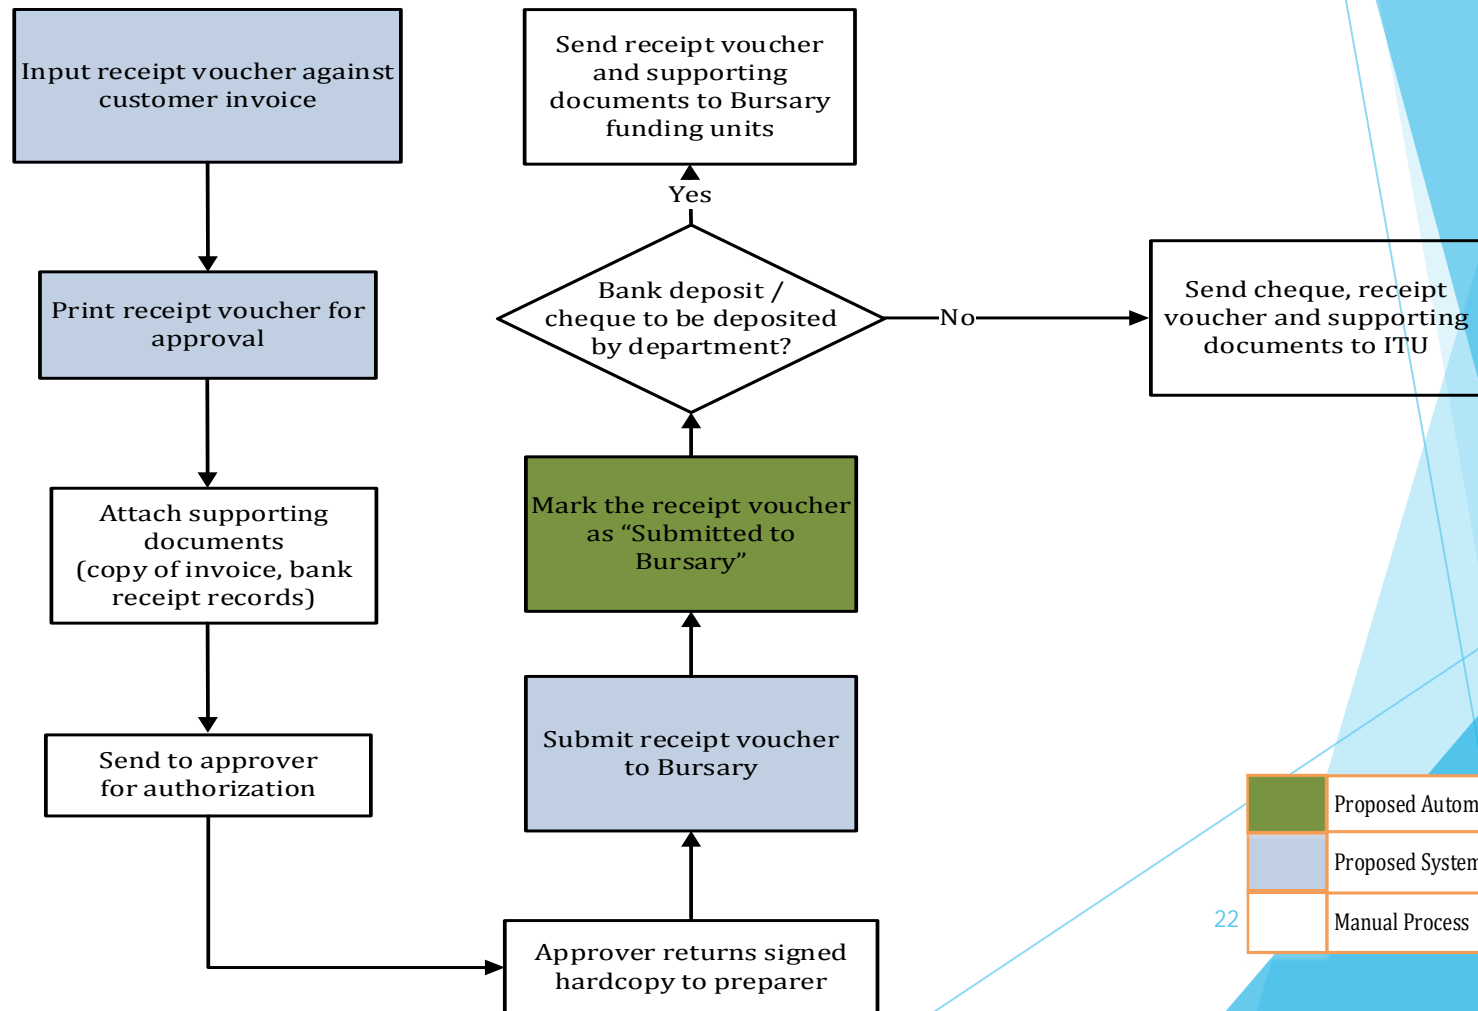 Input receipt voucher against
customer invoice
Print receipt voucher for
approval
Attach supporting
documents
(copy of invoice, bank
receipt records)
Send to approver
for authorization
Approver returns signed
hardcopy to preparer
Submit receipt voucher
to Bursary
Mark the receipt voucher
as “Submitted to
Bursary”
Bank deposit /
cheque to be deposited
by department?
Yes
Send receipt voucher
and supporting
documents to Bursary
funding units
No
Send cheque, receipt
voucher and supporting
documents to ITU
Proposed Autom
Proposed System
Manual Process
22